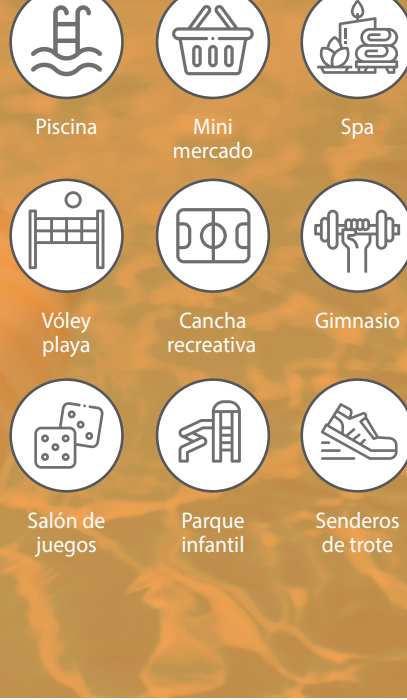 Piscina
Mini
mercado
Spa
Vóley
playa
Cancha
recreativa
Gimnasio
Salón de
juegos
Parque
infantil
Senderos
de trote